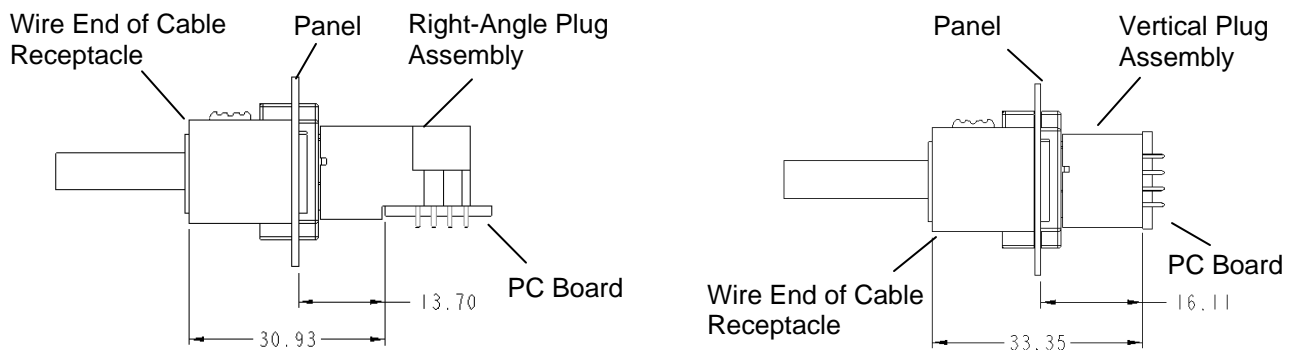 Wire End of Cable
Receptacle
Panel
Right-Angle Plug
Assembly
PC Board
13.70
30.93
Panel
Vertical Plug
Assembly
PC Board
Wire End of Cable
Receptacle
16.11
33.35